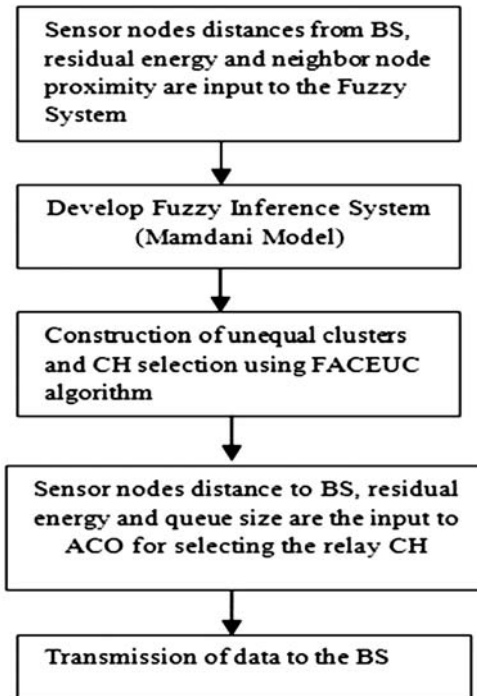 Sensor nodes distances from BS,
residual energy and neighbor node
proximity are input to the Fuzzy
System
Develop Fuzzy Inference System
(Mamdani Model)
Construction of unequal clusters
and CH selection using FACEUC
algorithm
Sensor nodes distance to BS, residual
energy and queue size are the input to
ACO for selecting the relay CH
Transmission of data to the BS